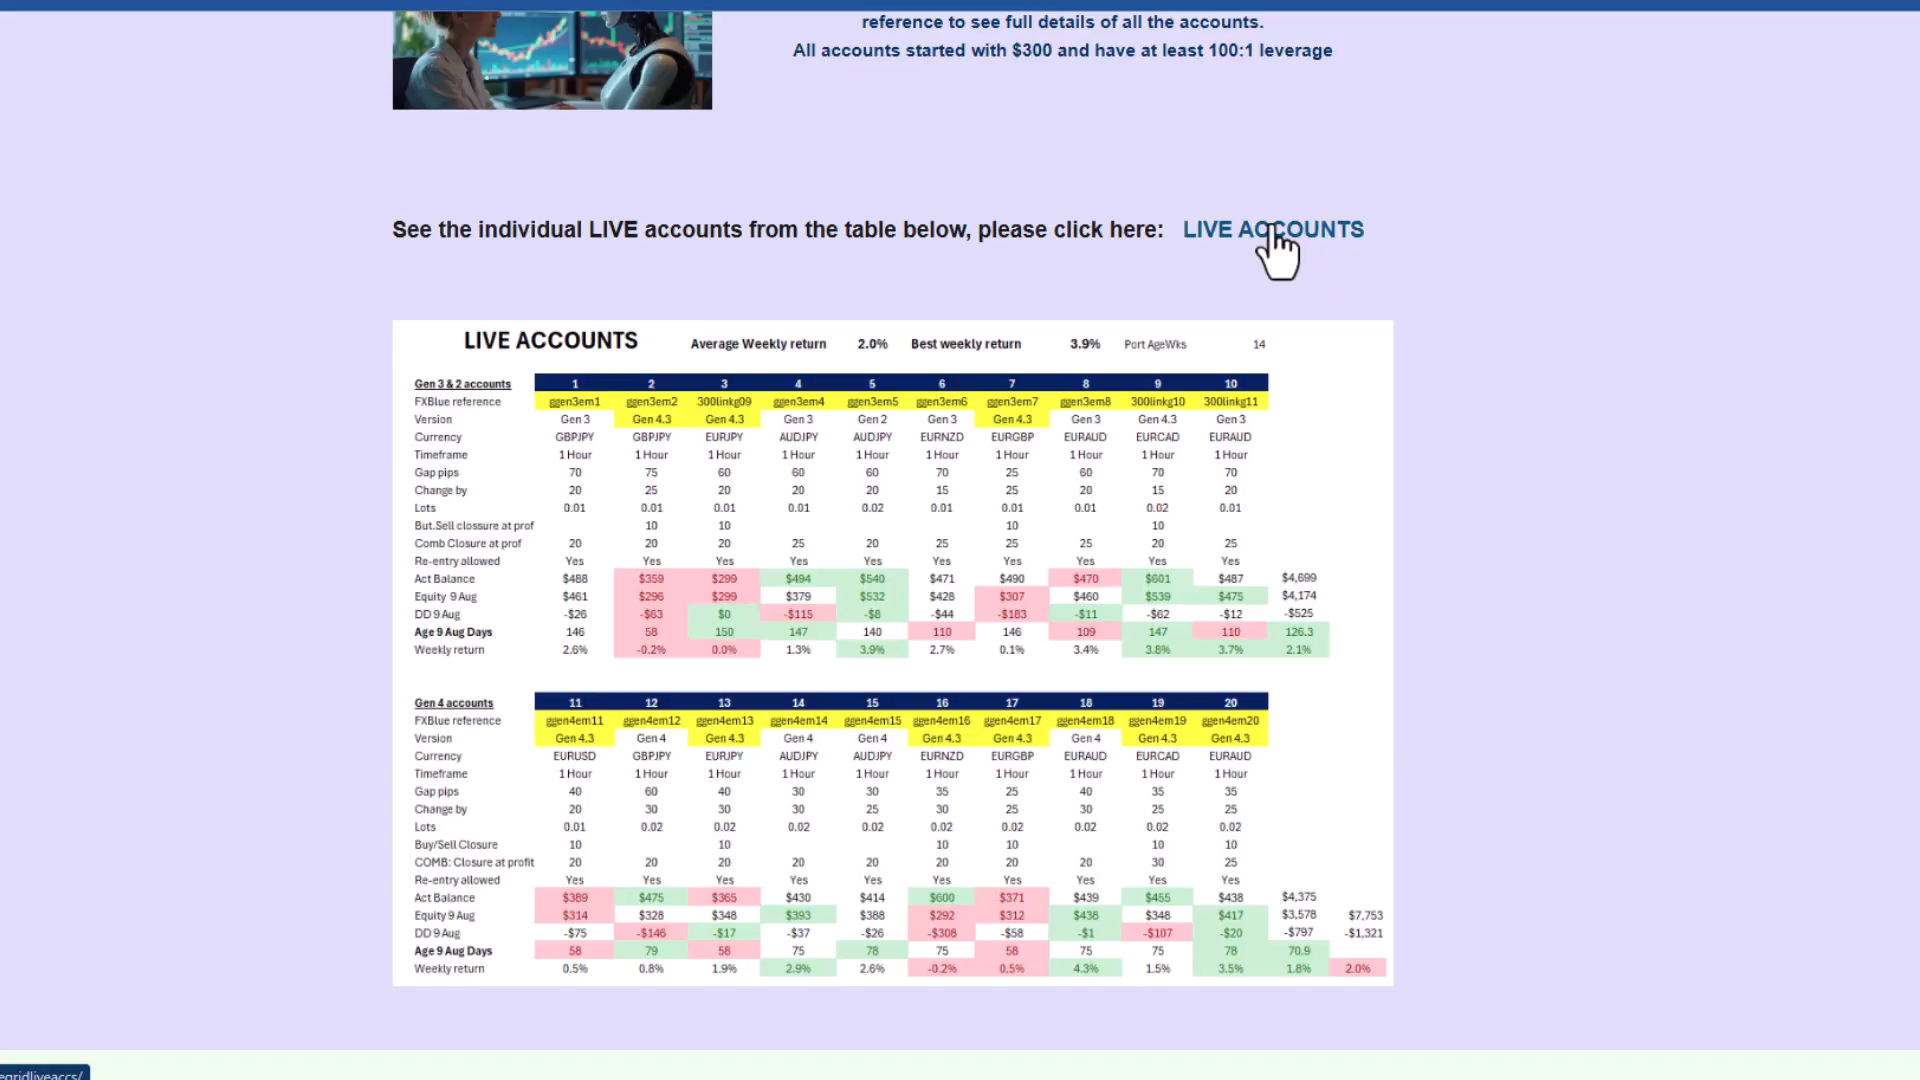 reference to see full details of all the accounts.
All accounts started with $300 and have at least 100:1 leverage
See the individual LIVE accounts from the table below, please click here: LIVE ACCOUNTS
LIVE ACCOUNTS Average Weekly return 2.0% Best weekly return 3.9% Port AgeWks 14
Gen 3 & 2 accounts 1 2 3 4 5 6 7 8 9 10
FXBlue reference ggen3em1 ggen3em2 300linkg09 ggen3em4 ggen3em5 ggen3em6 ggen3em7 ggen3em8 300linkg10 300linkg11
Version Gen 3 Gen 4.3 Gen 4.3 Gen 3 Gen 2 Gen 3 Gen 4.3 Gen 3 Gen 4.3 Gen 3
Currency GBPJPY GBPJPY EURJPY AUDJPY AUDJPY EURNZD EURGBP EURAUD EURCAD EURAUD
Timeframe 1 Hour 1 Hour 1 Hour 1 Hour 1 Hour 1 Hour 1 Hour 1 Hour 1 Hour 1 Hour
Gap pips 70 75 60 60 60 70 25 60 70 70
Change by 20 25 20 20 20 15 25 20 15 20
Lots 0.01 0.01 0.01 0.01 0.02 0.01 0.01 0.01 0.02 0.01
But.Sell clossure at prof 10 10 10 10
Comb Closure at prof 20 20 20 25 20 25 25 25 20 25
Re-entry allowed Yes Yes Yes Yes Yes Yes Yes Yes Yes Yes
Act Balance $488 $359 $299 $494 $540 $471 $490 $470 $601 $487 $4,699
Equity 9 Aug $461 $296 $299 $379 $532 $428 $307 $460 $539 $475 $4,174
DD 9 Aug -$26 -$63 $0 -$115 -$8 -$44 -$183 -$11 -$62 -$12 -$525
Age 9 Aug Days 146 58 150 147 140 110 146 109 147 110 126.3
Weekly return 2.6% -0.2% 0.0% 1.3% 3.9% 2.7% 0.1% 3.4% 3.8% 3.7% 2.1%
Gen 4 accounts 11 12 13 14 15 16 17 18 19 20
FXBlue reference ggen4em11 ggen4em12 ggen4em13 ggen4em14 ggen4em15 ggen4em16 ggen4em17 ggen4em18 ggen4em19 ggen4em20
Version Gen 4.3 Gen 4 Gen 4.3 Gen 4 Gen 4 Gen 4.3 Gen 4.3 Gen 4 Gen 4.3 Gen 4.3
Currency EURUSD GBPJPY EURJPY AUDJPY AUDJPY EURNZD EURGBP EURAUD EURCAD EURAUD
Timeframe 1 Hour 1 Hour 1 Hour 1 Hour 1 Hour 1 Hour 1 Hour 1 Hour 1 Hour 1 Hour
Gap pips 40 60 40 30 30 35 25 40 35 35
Change by 20 30 30 30 25 30 25 30 25 25
Lots 0.01 0.02 0.02 0.02 0.02 0.02 0.02 0.02 0.02 0.02
Buy/Sell Closure 10 10 10 10 10 10
COMB: Closure at profit 20 20 20 20 20 20 20 20 30 25
Re-entry allowed Yes Yes Yes Yes Yes Yes Yes Yes Yes Yes
Act Balance $389 $475 $365 $430 $414 $600 $371 $439 $455 $438 $4,375
Equity 9 Aug $314 $328 $348 $393 $388 $292 $312 $438 $348 $417 $3,578 $7,753
DD 9 Aug -$75 -$146 -$17 -$37 -$26 -$308 -$58 -$1 -$107 -$20 -$797 -$1,321
Age 9 Aug Days 58 79 58 75 78 75 58 75 75 78 70.9
Weekly return 0.5% 0.8% 1.9% 2.9% 2.6% -0.2% 0.5% 4.3% 1.5% 3.5% 1.8% 2.0%
egridliveaccs/